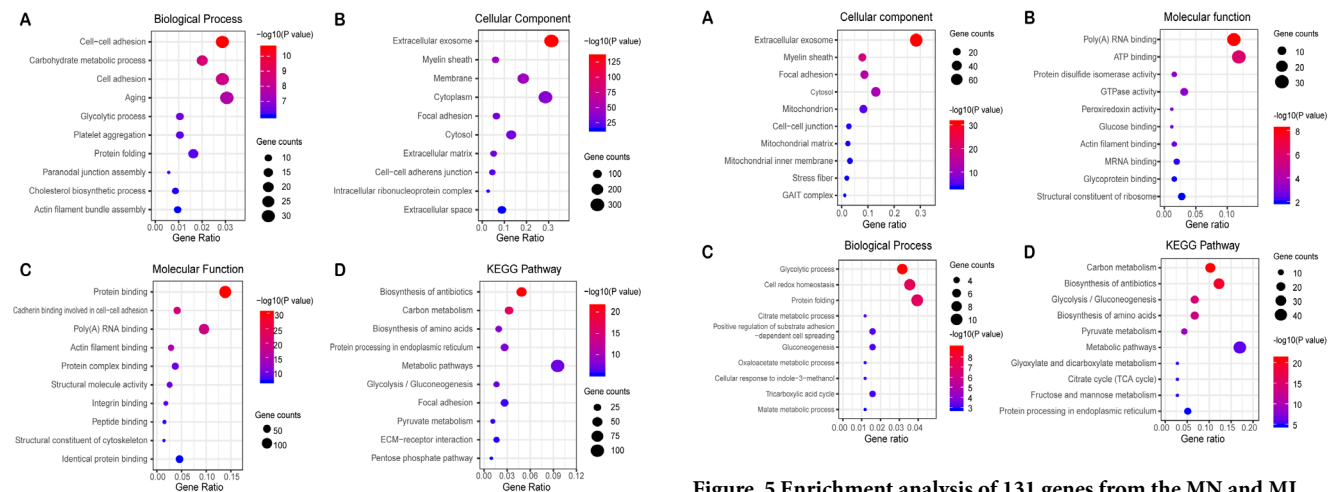 A
Biological Process
Cell−cell adhesion
Carbohydrate metabolic process
Cell adhesion
Aging
Glycolytic process
Platelet aggregation
Protein folding
Paranodal junction assembly
Cholesterol biosynthetic process
Actin filament bundle assembly
0.00 0.01 0.02 0.03
Gene Ratio
−log10(P value)
10
9
8
7
Gene counts
10
15
20
25
30
B
Cellular Component
Extracellular exosome
Myelin sheath
Membrane
Cytoplasm
Focal adhesion
Cytosol
Extracellular matrix
Cell−cell adherens junction
Intracellular ribonucleoprotein complex
Extracellular space
0.0 0.1 0.2 0.3
Gene Ratio
−log10(P value)
125
100
75
50
25
Gene counts
100
200
300
C
Molecular Function
Protein binding
Cadherin binding involved in cell−cell adhesion
Poly(A) RNA binding
Actin filament binding
Protein complex binding
Structural molecule activity
Integrin binding
Peptide binding
Structural constituent of cytoskeleton
Identical protein binding
0.00 0.05 0.10 0.15
Gene Ratio
−log10(P value)
30
25
20
15
10
Gene counts
50
100
D
KEGG Pathway
Biosynthesis of antibiotics
Carbon metabolism
Biosynthesis of amino acids
Protein processing in endoplasmic reticulum
Metabolic pathways
Glycolysis / Gluconeogenesis
Focal adhesion
Pyruvate metabolism
ECM−receptor interaction
Pentose phosphate pathway
0.00 0.03 0.06 0.09 0.12
Gene Ratio
−log10(P value)
20
15
10
Gene counts
25
50
75
100
A
Cellular component
Extracellular exosome
Myelin sheath
Focal adhesion
Cytosol
Mitochondrion
Cell−cell junction
Mitochondrial matrix
Mitochondrial inner membrane
Stress fiber
GAIT complex
0.0 0.1 0.2 0.3
Gene ratio
Gene counts
20
40
60
−log10(P value)
30
20
10
B
Molecular function
Poly(A) RNA binding
ATP binding
Protein disulfide isomerase activity
GTPase activity
Peroxiredoxin activity
Glucose binding
Actin filament binding
MRNA binding
Glycoprotein binding
Structural constituent of ribosome
0.00 0.05 0.10
Gene ratio
Gene counts
10
20
30
−log10(P value)
8
6
4
2
C
Biological Process
Glycolytic process
Cell redox homeostasis
Protein folding
Citrate metabolic process
Positive regulation of substrate adhesion
−dependent cell spreading
Gluconeogenesis
Oxaloacetate metabolic process
Cellular response to indole−3−methanol
Tricarboxylic acid cycle
Malate metabolic process
0.00 0.01 0.02 0.03 0.04
Gene ratio
Gene counts
4
6
8
10
−log10(P value)
8
7
6
5
4
3
D
KEGG Pathway
Carbon metabolism
Biosynthesis of antibiotics
Glycolysis / Gluconeogenesis
Biosynthesis of amino acids
Pyruvate metabolism
Metabolic pathways
Glyoxylate and dicarboxylate metabolism
Citrate cycle (TCA cycle)
Fructose and mannose metabolism
Protein processing in endoplasmic reticulum
0.00 0.05 0.10 0.15 0.20
Gene ratio
Gene counts
10
20
30
40
−log10(P value)
20
15
10
5
Figure 5 Enrichment analysis of 131 genes from the MN and MI